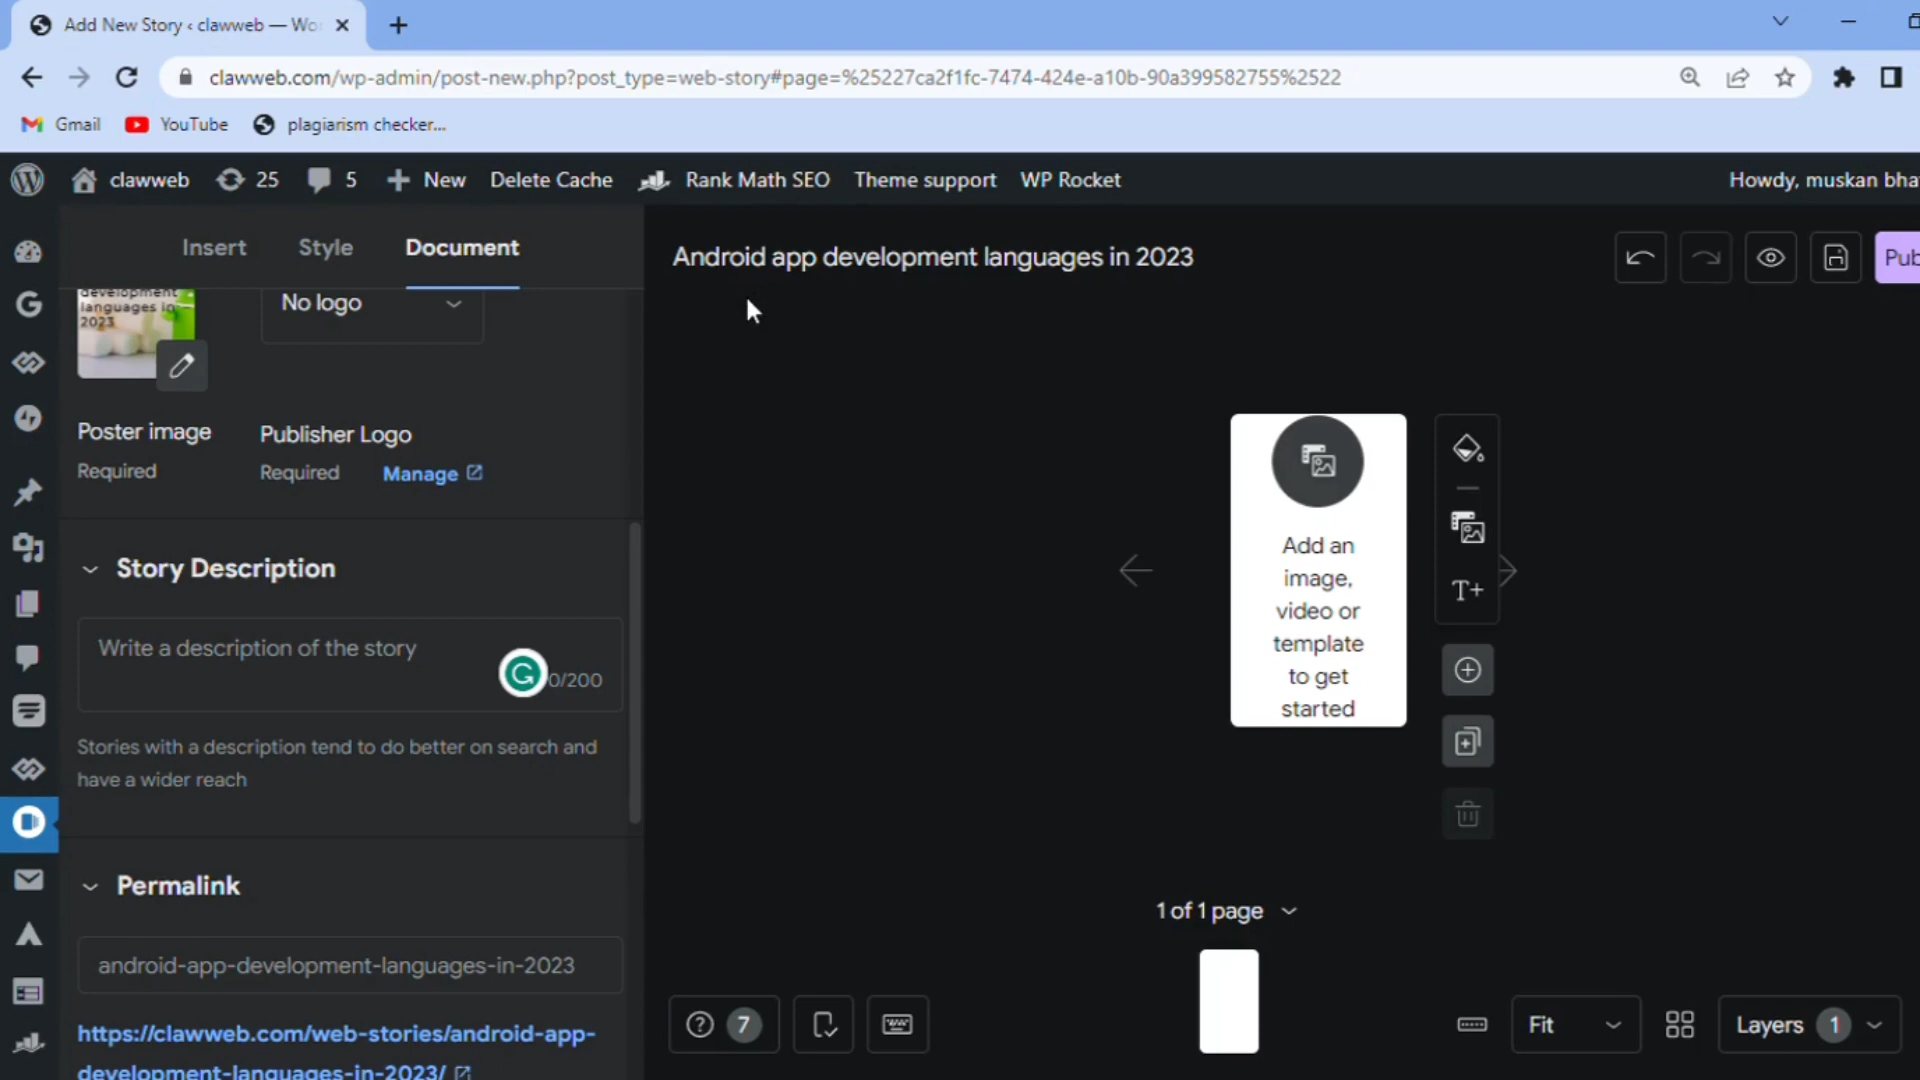 Add New Story ‹ clawweb — Wo
clawweb.com/wp-admin/post-new.php?post_type=web-story#page=%25227ca2f1fc-7474-424e-a10b-90a399582755%2522
Gmail YouTube plagiarism checker...
clawweb 25 5 New Delete Cache Rank Math SEO Theme support WP Rocket Howdy, muskan bha
Insert Style Document
Android app development languages in 2023
Pub
development
languages in
2023
No logo
Poster image
Required
Publisher Logo
Required Manage
Story Description
Write a description of the story
0/200
Stories with a description tend to do better on search and
have a wider reach
Permalink
android-app-development-languages-in-2023
https://clawweb.com/web-stories/android-app-
development-languages-in-2023/
Add an
image,
video or
template
to get
started
T+
1 of 1 page
7
Fit
Layers 1